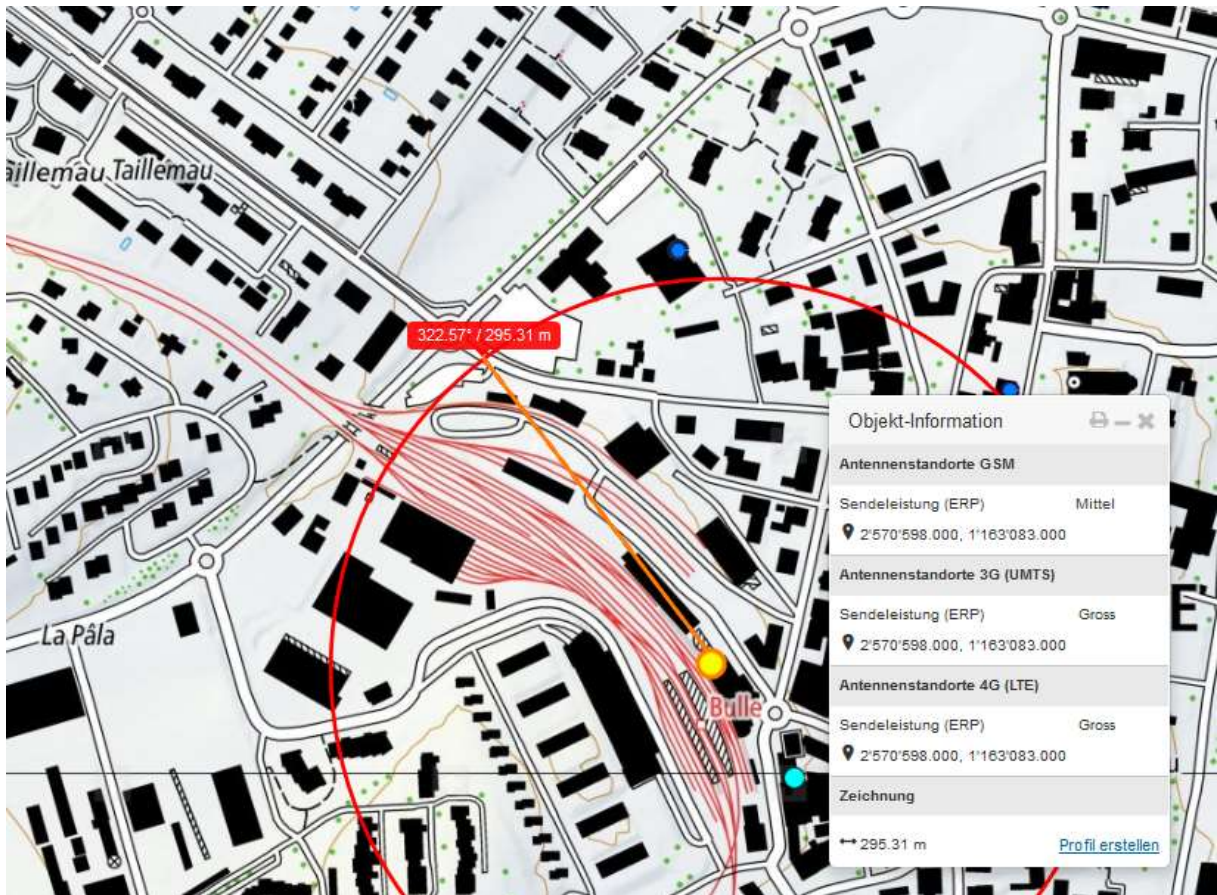 aillemau Taillémau
322.57° / 295.31 m
La Pâla
Bulle
E
Objekt-Information
Antennenstandorte GSM
Sendeleistung (ERP) Mittel
2'570'598.000, 1'163'083.000
Antennenstandorte 3G (UMTS)
Sendeleistung (ERP) Gross
2'570'598.000, 1'163'083.000
Antennenstandorte 4G (LTE)
Sendeleistung (ERP) Gross
2'570'598.000, 1'163'083.000
Zeichnung
295.31 m Profil erstellen